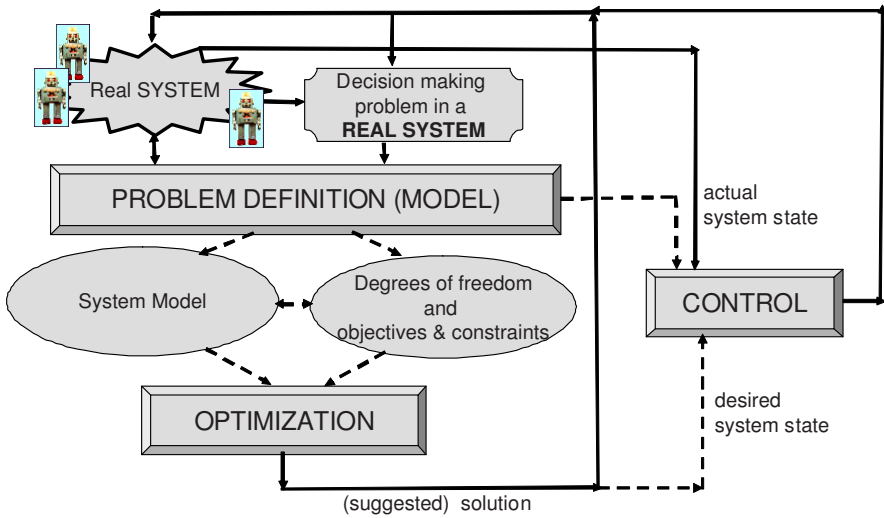 Real SYSTEM
Decision making
problem in a
REAL SYSTEM
PROBLEM DEFINITION (MODEL)
actual
system state
System Model
Degrees of freedom
and
objectives & constraints
CONTROL
OPTIMIZATION
desired
system state
(suggested) solution